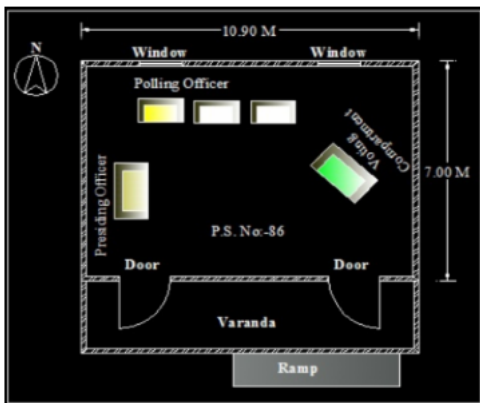 10.90 M
N
Window
Window
Polling Officer
Voting
Compartment
7.00 M
Presiding Officer
P.S. No:-86
Door
Door
Varanda
Ramp